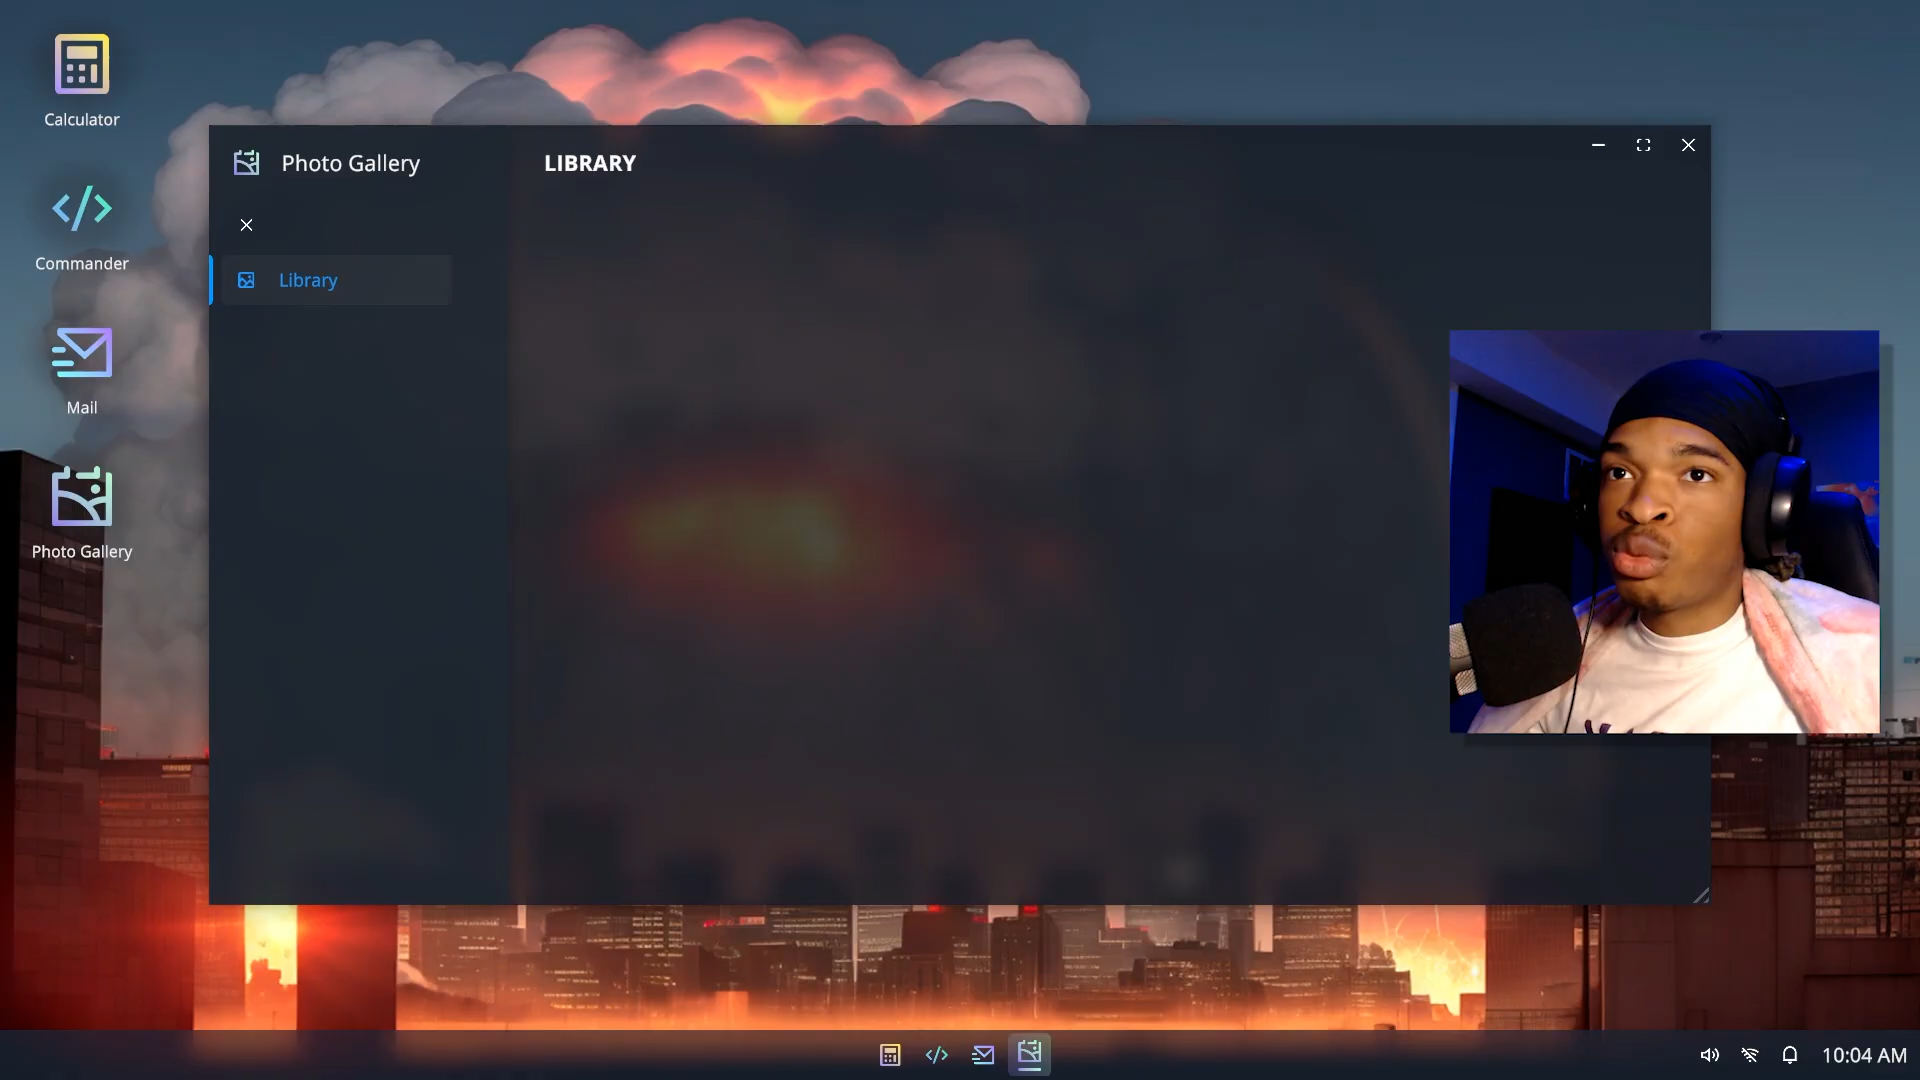 Calculator
Commander
Mail
Photo Gallery
Photo Gallery
LIBRARY
Library
10:04 AM